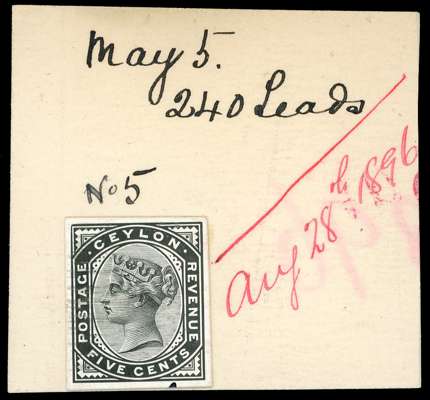 May 5.
240 Leads
Aug 28th 1896
No 5
CEYLON
POSTAGE
REVENUE
FIVE CENTS